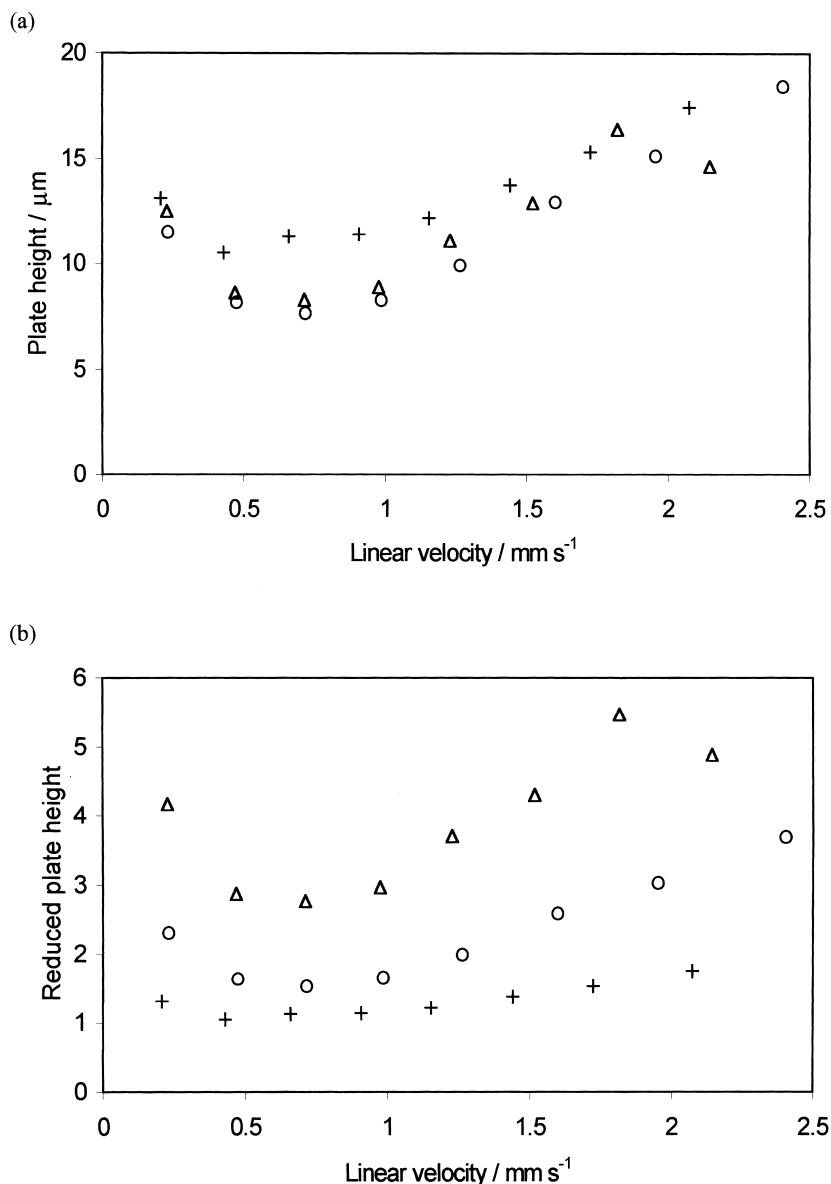 (a)
20
15
10
5
0
Plate height / μm
0 0.5 1 1.5 2 2.5
Linear velocity / mm s⁻¹
(b)
6
5
4
3
2
1
0
Reduced plate height
0 0.5 1 1.5 2 2.5
Linear velocity / mm s⁻¹